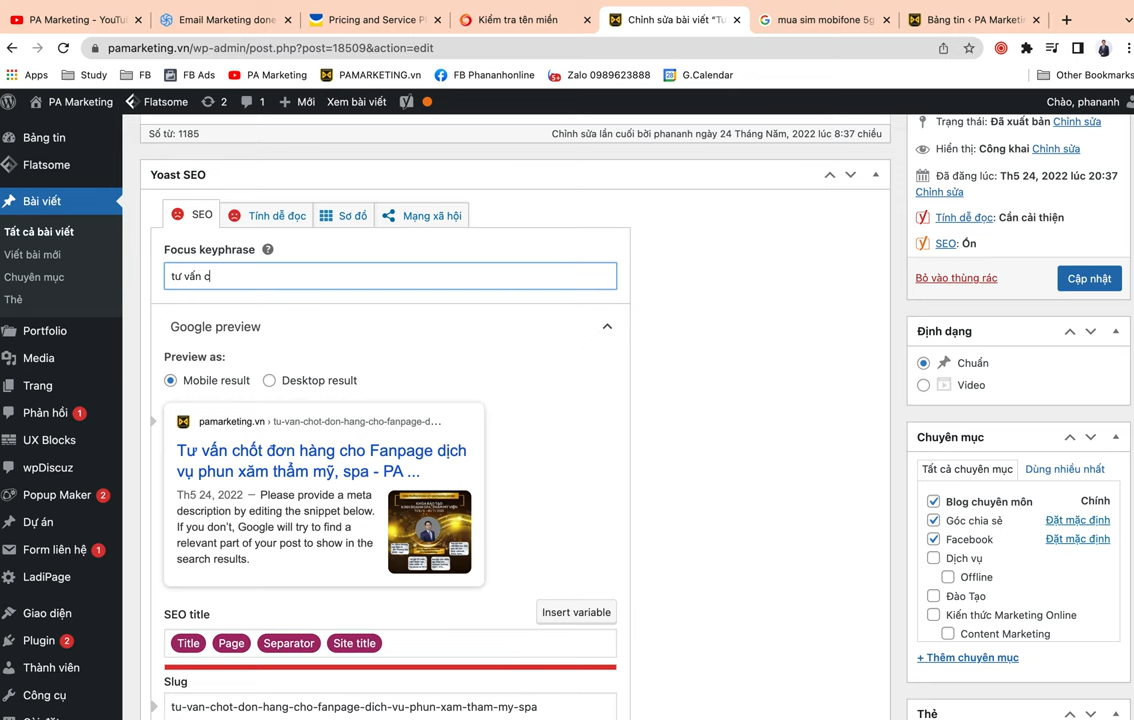 PA Marketing - YouTu
Email Marketing done
Pricing and Service P
Kiểm tra tên miền
Chỉnh sửa bài viết “Tu
mua sim mobifone 5g
Bảng tin ‹ PA Marketin
pamarketing.vn/wp-admin/post.php?post=18509&action=edit
Apps
Study
FB
FB Ads
PA Marketing
PAMARKETING.vn
FB Phananhonline
Zalo 0989623888
G.Calendar
Other Bookmarks
PA Marketing
Flatsome
2
1
Mới
Xem bài viết
Chào, phananh
Bảng tin
Flatsome
Bài viết
Tất cả bài viết
Viết bài mới
Chuyên mục
Thẻ
Portfolio
Media
Trang
Phản hồi 1
UX Blocks
wpDiscuz
Popup Maker 2
Dự án
Form liên hệ 1
LadiPage
Giao diện
Plugin 2
Thành viên
Công cụ
Số từ: 1185
Chỉnh sửa lần cuối bởi phananh ngày 24 Tháng Năm, 2022 lúc 8:37 chiều
Yoast SEO
SEO
Tính dễ đọc
Sơ đồ
Mạng xã hội
Focus keyphrase
tư vấn c
Google preview
Preview as:
Mobile result
Desktop result
pamarketing.vn › tu-van-chot-don-hang-cho-fanpage-d...
Tư vấn chốt đơn hàng cho Fanpage dịch
vụ phun xăm thẩm mỹ, spa - PA ...
Th5 24, 2022 － Please provide a meta
description by editing the snippet below.
If you don’t, Google will try to find a
relevant part of your post to show in the
search results.
SEO title
Insert variable
Title
Page
Separator
Site title
Slug
tu-van-chot-don-hang-cho-fanpage-dich-vu-phun-xam-tham-my-spa
Trạng thái: Đã xuất bản Chỉnh sửa
Hiển thị: Công khai Chỉnh sửa
Đã đăng lúc: Th5 24, 2022 lúc 20:37
Chỉnh sửa
Tính dễ đọc: Cần cải thiện
SEO: Ổn
Bỏ vào thùng rác
Cập nhật
Định dạng
Chuẩn
Video
Chuyên mục
Tất cả chuyên mục
Dùng nhiều nhất
Blog chuyên môn Chính
Góc chia sẻ Đặt mặc định
Facebook Đặt mặc định
Dịch vụ
Offline
Đào Tạo
Kiến thức Marketing Online
Content Marketing
+ Thêm chuyên mục
Thẻ